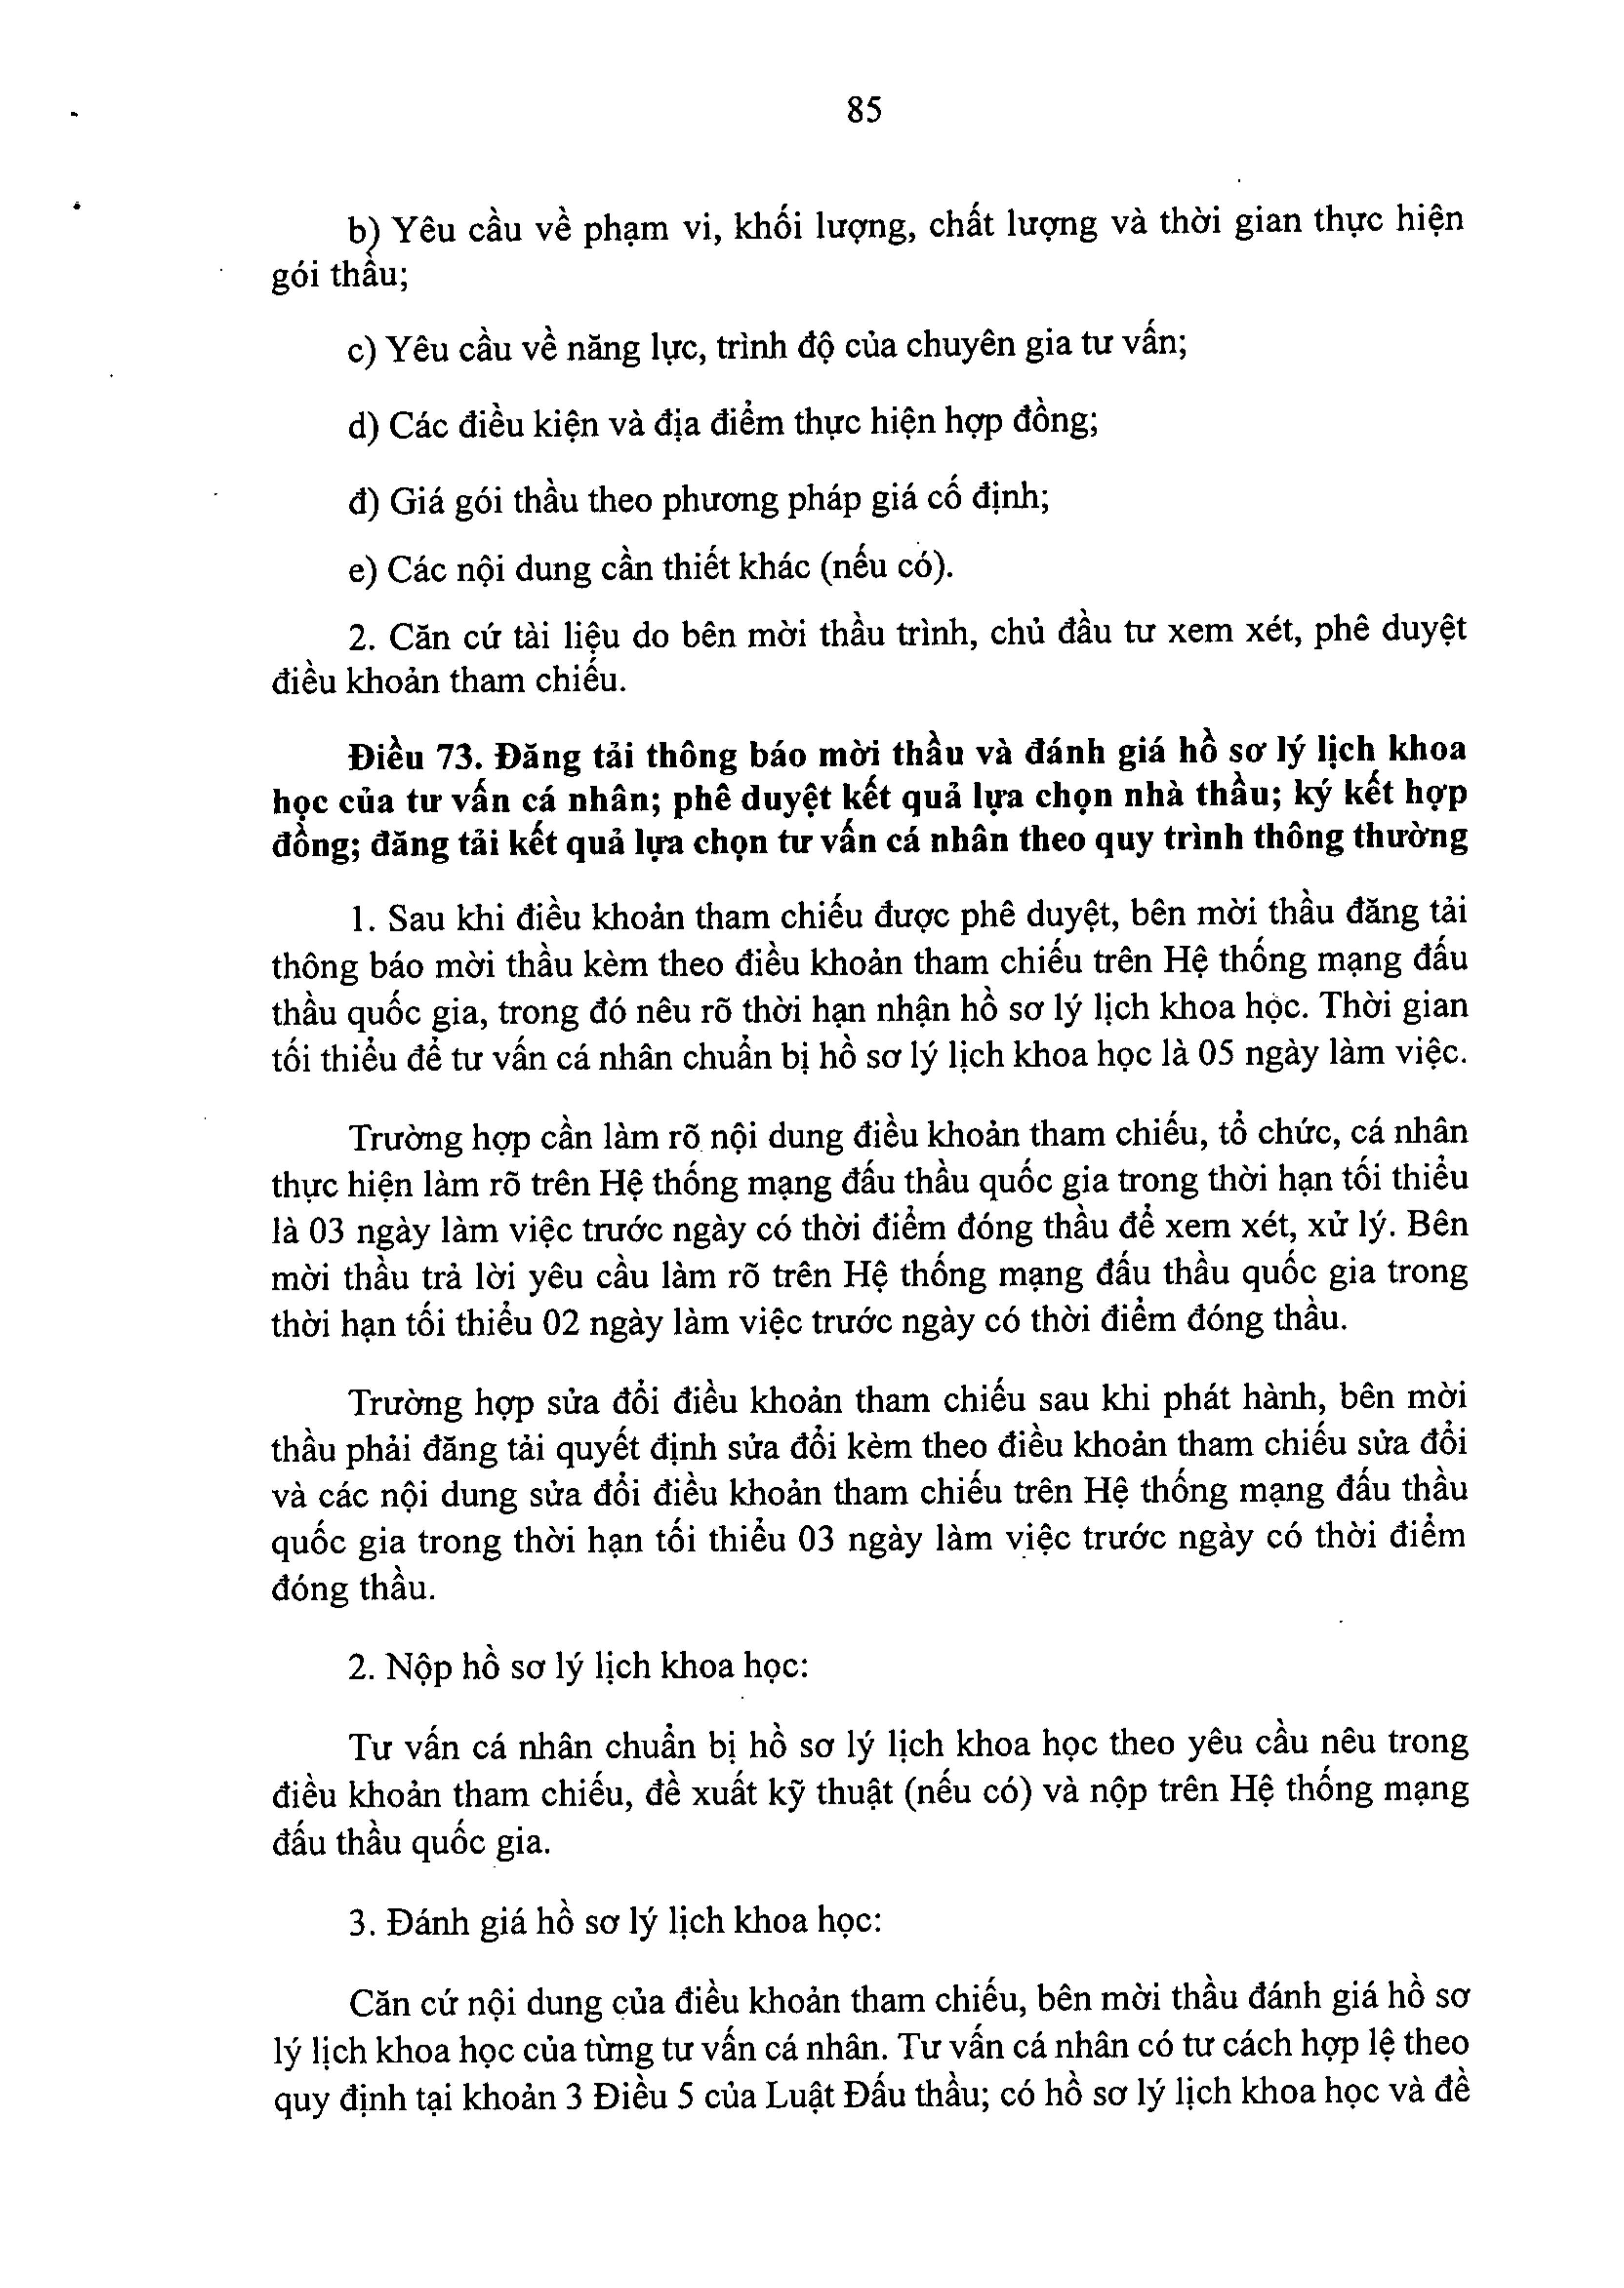 85
b) Yêu cầu về phạm vi, khối lượng, chất lượng và thời gian thực hiện
gói thầu;
c) Yêu cầu về năng lực, trình độ của chuyên gia tư vấn;
d) Các điều kiện và địa điểm thực hiện hợp đồng;
đ) Giá gói thầu theo phương pháp giá cố định;
e) Các nội dung cần thiết khác (nếu có).
2. Căn cứ tài liệu do bên mời thầu trình, chủ đầu tư xem xét, phê duyệt
điều khoản tham chiếu.
Điều 73. Đăng tải thông báo mời thầu và đánh giá hồ sơ lý lịch khoa
học của tư vấn cá nhân; phê duyệt kết quả lựa chọn nhà thầu; ký kết hợp
đồng; đăng tải kết quả lựa chọn tư vấn cá nhân theo quy trình thông thường
1. Sau khi điều khoản tham chiếu được phê duyệt, bên mời thầu đăng tải
thông báo mời thầu kèm theo điều khoản tham chiếu trên Hệ thống mạng đấu
thầu quốc gia, trong đó nêu rõ thời hạn nhận hồ sơ lý lịch khoa học. Thời gian
tối thiểu để tư vấn cá nhân chuẩn bị hồ sơ lý lịch khoa học là 05 ngày làm việc.
Trường hợp cần làm rõ nội dung điều khoản tham chiếu, tổ chức, cá nhân
thực hiện làm rõ trên Hệ thống mạng đấu thầu quốc gia trong thời hạn tối thiểu
là 03 ngày làm việc trước ngày có thời điểm đóng thầu để xem xét, xử lý. Bên
mời thầu trả lời yêu cầu làm rõ trên Hệ thống mạng đấu thầu quốc gia trong
thời hạn tối thiểu 02 ngày làm việc trước ngày có thời điểm đóng thầu.
Trường hợp sửa đổi điều khoản tham chiếu sau khi phát hành, bên mời
thầu phải đăng tải quyết định sửa đổi kèm theo điều khoản tham chiếu sửa đổi
và các nội dung sửa đổi điều khoản tham chiếu trên Hệ thống mạng đấu thầu
quốc gia trong thời hạn tối thiểu 03 ngày làm việc trước ngày có thời điểm
đóng thầu.
2. Nộp hồ sơ lý lịch khoa học:
Tư vấn cá nhân chuẩn bị hồ sơ lý lịch khoa học theo yêu cầu nêu trong
điều khoản tham chiếu, đề xuất kỹ thuật (nếu có) và nộp trên Hệ thống mạng
đấu thầu quốc gia.
3. Đánh giá hồ sơ lý lịch khoa học:
Căn cứ nội dung của điều khoản tham chiếu, bên mời thầu đánh giá hồ sơ
lý lịch khoa học của từng tư vấn cá nhân. Tư vấn cá nhân có tư cách hợp lệ theo
quy định tại khoản 3 Điều 5 của Luật Đấu thầu; có hồ sơ lý lịch khoa học và đề